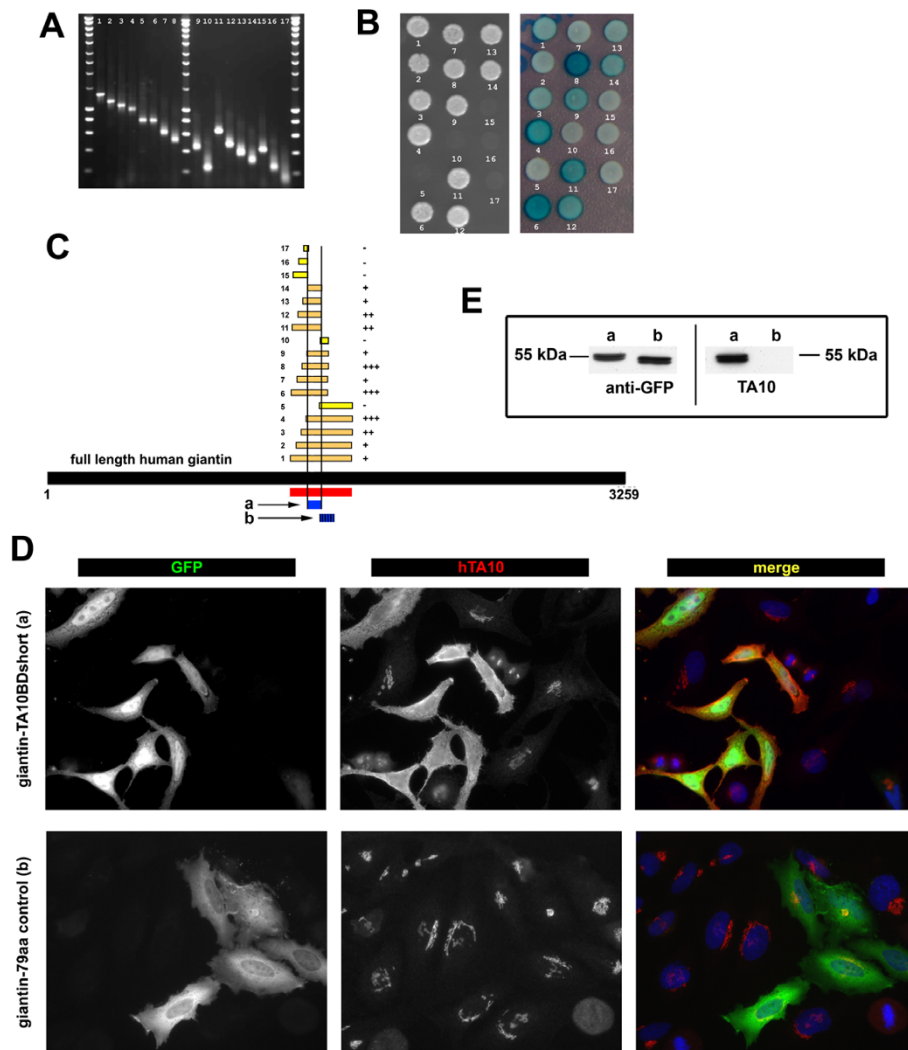 A
1 2 3 4 5 6 7 8 9 10 11 12 13 14 15 16 17
B
1 7 13
2 8 14
3 9 15
4 10 16
5 11 17
6 12
1 7 13
2 8 14
3 9 15
4 10 16
5 11 17
6 12
C
17 -
16 -
15 -
14 +
13 +
12 ++
11 ++
10 -
9 +
8 +++
7 +
6 +++
5 -
4 +++
3 ++
2 +
1 +
full length human giantin
1 3259
a
b
E
a b a b
55 kDa 55 kDa
anti-GFP TA10
D
GFP hTA10 merge
giantin-TA10BDshort (a)
giantin-79aa control (b)